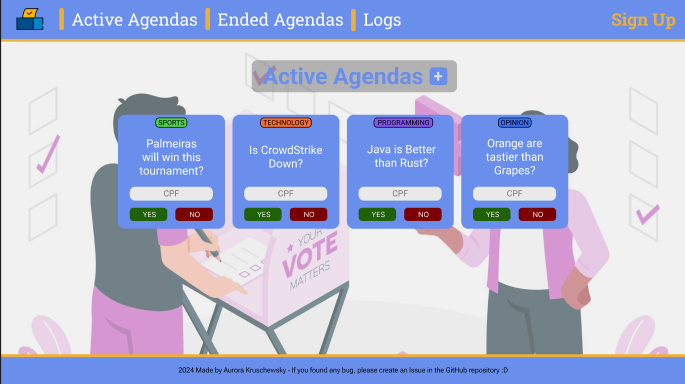 Active Agendas Ended Agendas Logs Sign Up
Active Agendas +
SPORTS
Palmeiras
will win this
tournament?
CPF
YES NO
TECHNOLOGY
Is CrowdStrike
Down?
CPF
YES NO
PROGRAMMING
Java is Better
than Rust?
CPF
YES NO
OPINION
Orange are
tastier than
Grapes?
CPF
YES NO
YOUR
VOTE
MATTERS
2024 Made by Aurora Kruschewsky - If you found any bug, please create an Issue in the GitHub repository :D